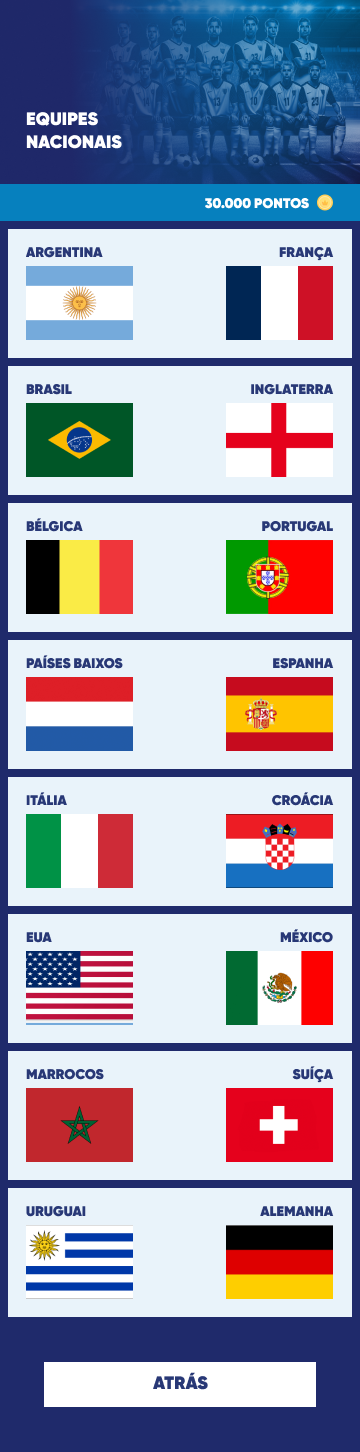 EQUIPES
NACIONAIS
30.000 PONTOS
ARGENTINA
FRANÇA
BRASIL
INGLATERRA
BÉLGICA
PORTUGAL
PAÍSES BAIXOS
ESPANHA
ITÁLIA
CROÁCIA
EUA
MÉXICO
MARROCOS
SUÍÇA
URUGUAI
ALEMANHA
ATRÁS